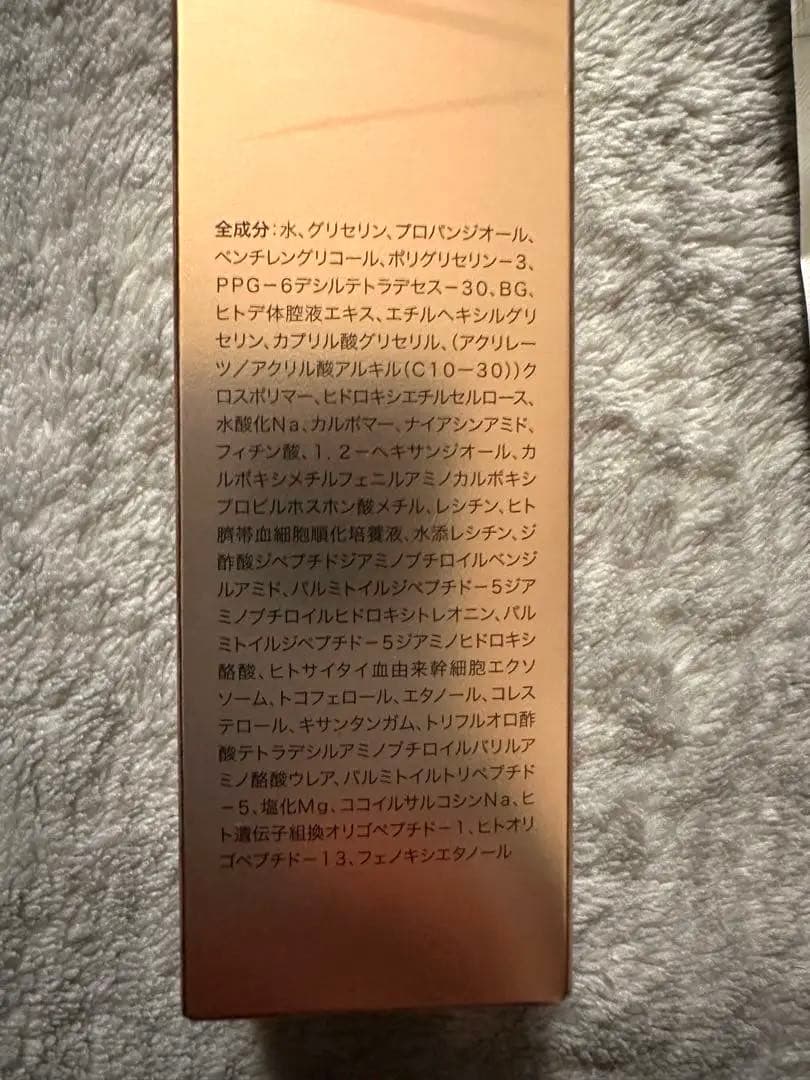 全成分:水、グリセリン、プロパンジオール、
ペンチレングリコール、ポリグリセリン－3、
PPG－6デシルテトラデセス－30、BG、
ヒトデ体腔液エキス、エチルヘキシルグリ
セリン、カプリル酸グリセリル、(アクリレー
ツ／アクリル酸アルキル(C10－30))ク
ロスポリマー、ヒドロキシエチルセルロース、
水酸化Na、カルボマー、ナイアシンアミド、
フィチン酸、1, 2－ヘキサンジオール、カ
ルボキシメチルフェニルアミノカルボキシ
プロピルホスホン酸メチル、レシチン、ヒト
臍帯血細胞順化培養液、水添レシチン、ジ
酢酸ジペプチドジアミノブチロイルベンジ
ルアミド、パルミトイルジペプチド－5ジア
ミノブチロイルヒドロキシトレオニン、パル
ミトイルジペプチド－5ジアミノヒドロキシ
酪酸、ヒトサイタイ血由来幹細胞エクソ
ソーム、トコフェロール、エタノール、コレス
テロール、キサンタンガム、トリフルオロ酢
酸テトラデシルアミノブチロイルバリルア
ミノ酪酸ウレア、パルミトイルトリペプチド
－5、塩化Mg、ココイルサルコシンNa、ヒ
ト遺伝子組換オリゴペプチド－1、ヒトオリ
ゴペプチド－13、フェノキシエタノール